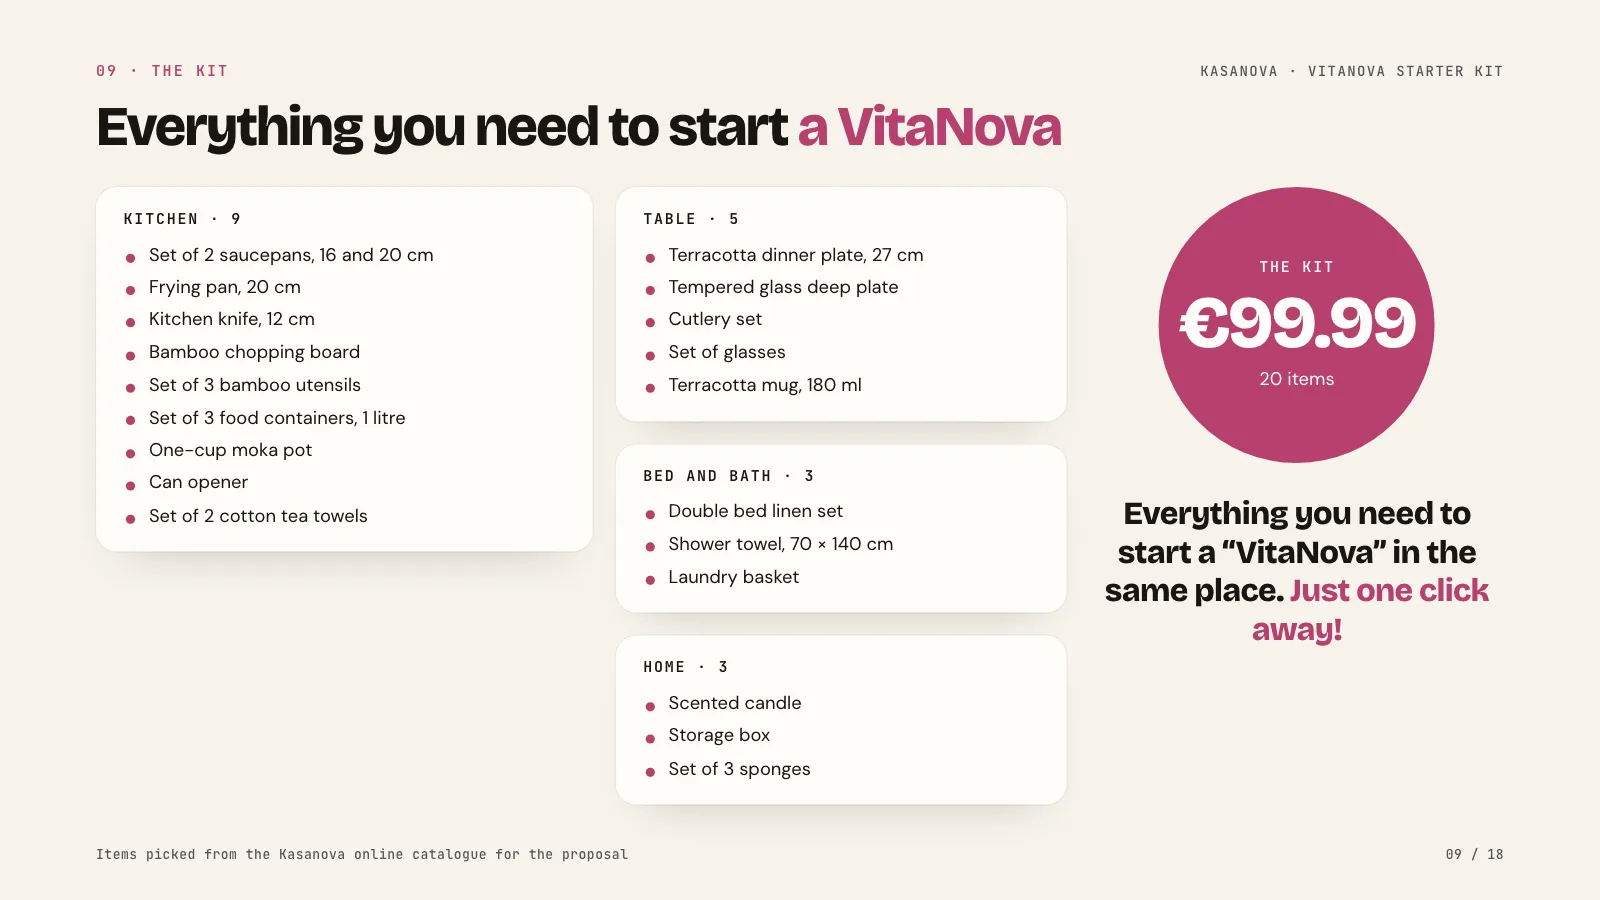 09 · THE KIT
KASANOVA · VITANOVA STARTER KIT
Everything you need to start a VitaNova
KITCHEN · 9
Set of 2 saucepans, 16 and 20 cm
Frying pan, 20 cm
Kitchen knife, 12 cm
Bamboo chopping board
Set of 3 bamboo utensils
Set of 3 food containers, 1 litre
One-cup moka pot
Can opener
Set of 2 cotton tea towels
TABLE · 5
Terracotta dinner plate, 27 cm
Tempered glass deep plate
Cutlery set
Set of glasses
Terracotta mug, 180 ml
BED AND BATH · 3
Double bed linen set
Shower towel, 70 × 140 cm
Laundry basket
HOME · 3
Scented candle
Storage box
Set of 3 sponges
THE KIT
€99.99
20 items
Everything you need to
start a “VitaNova” in the
same place. Just one click
away!
Items picked from the Kasanova online catalogue for the proposal
09 / 18